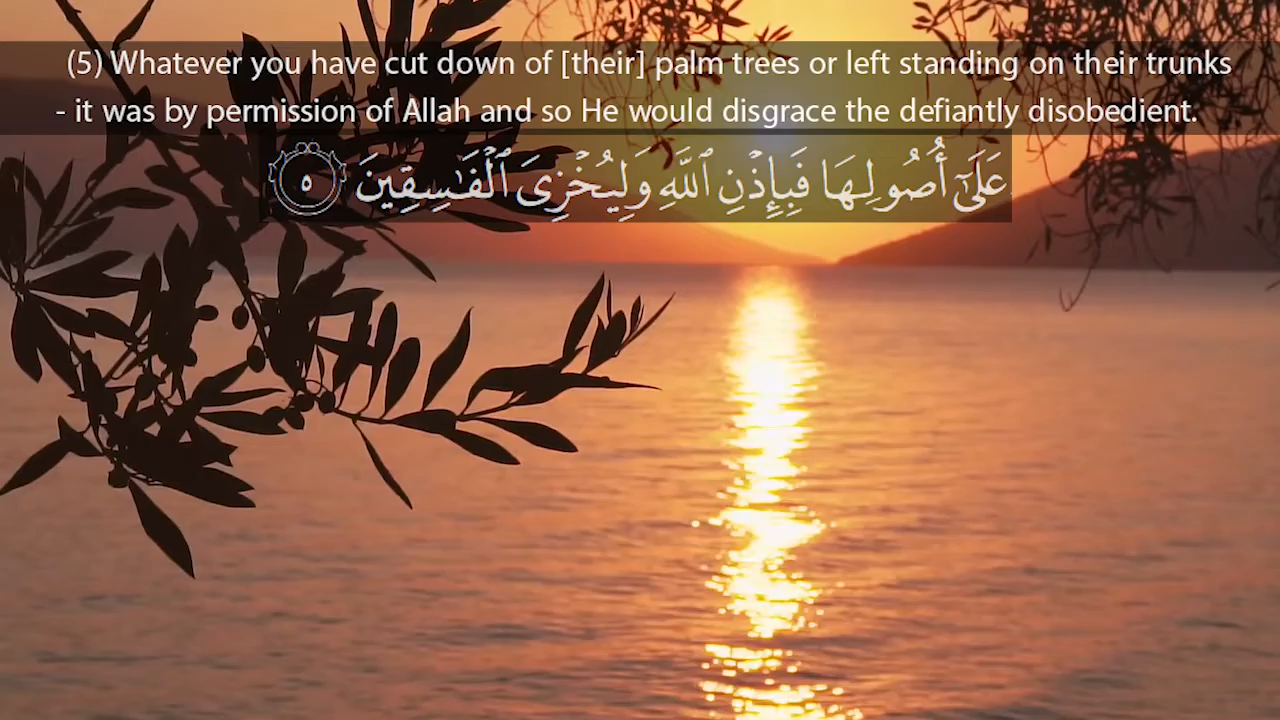 (5) Whatever you have cut down of [their] palm trees or left standing on their trunks
- it was by permission of Allah and so He would disgrace the defiantly disobedient.
عَلَىٰٓ أُصُولِهَا فَبِإِذْنِ ٱللَّهِ وَلِيُخْزِىَ ٱلْفَـٰسِقِينَ ٥